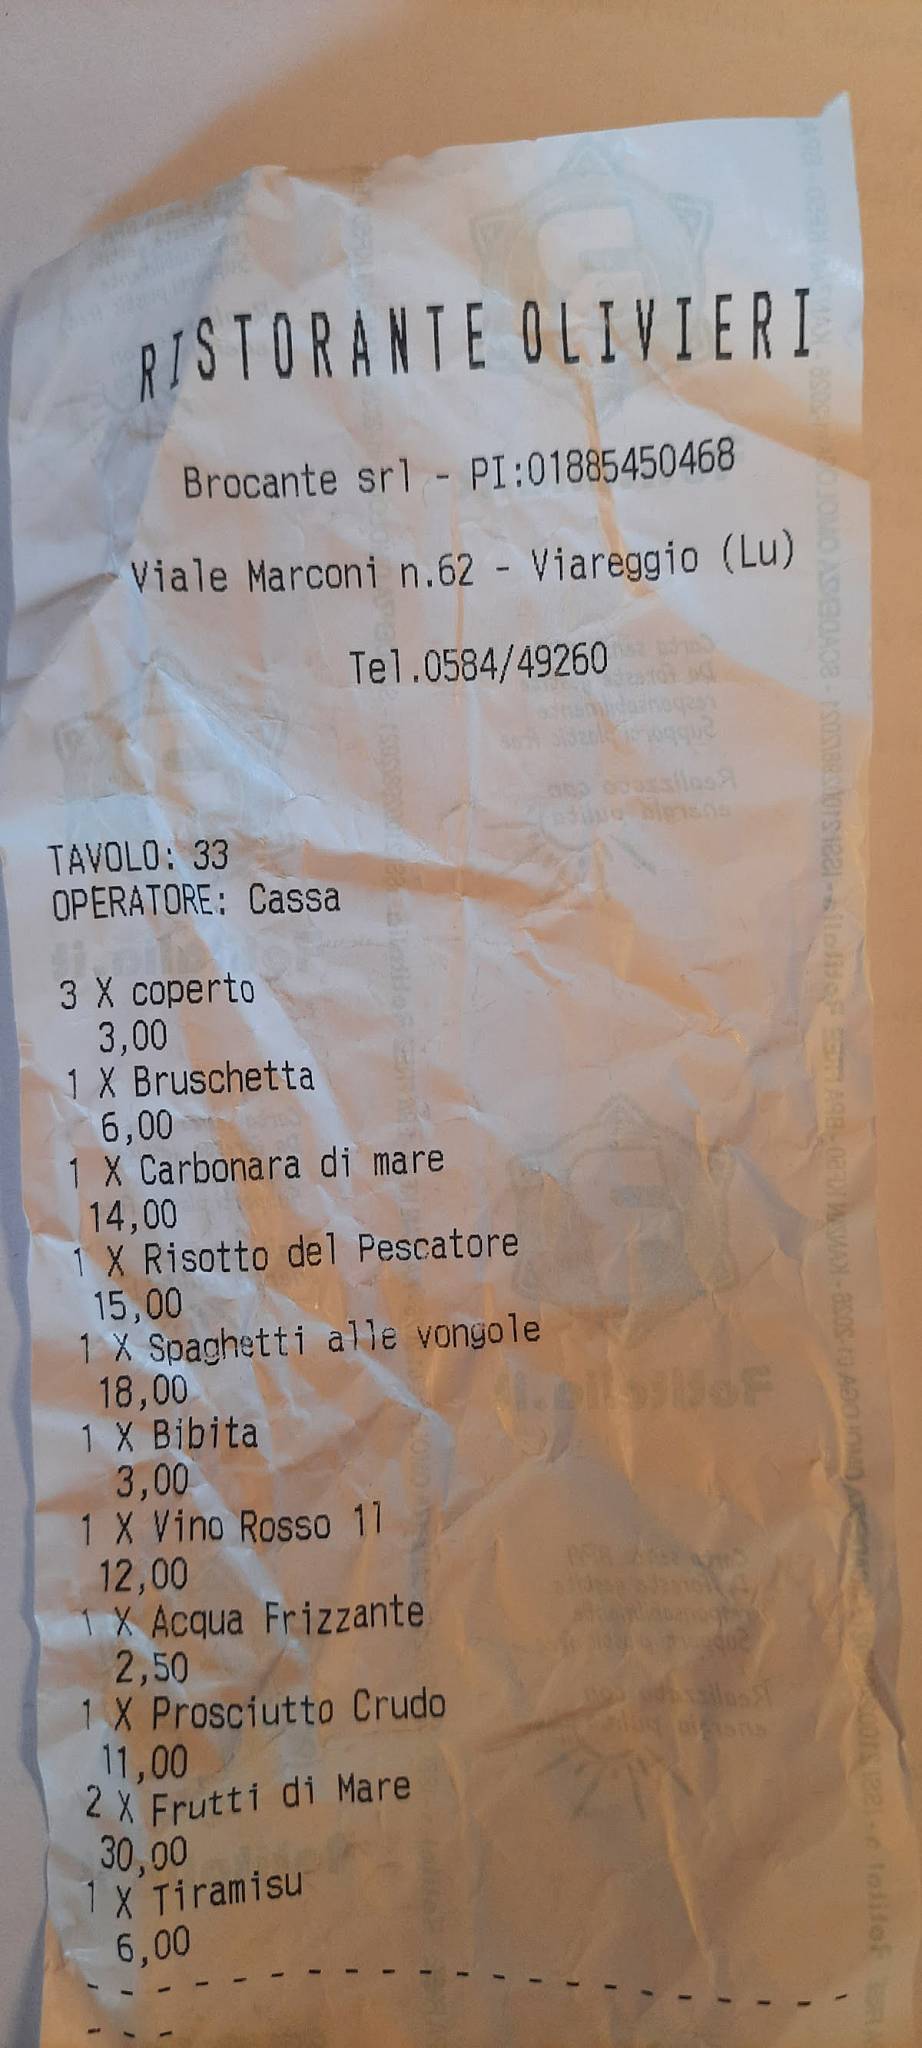 RISTORANTE OLIVIERI
Brocante srl - PI:01885450468
Viale Marconi n.62 - Viareggio (Lu)
Tel.0584/49260
TAVOLO: 33
OPERATORE: Cassa
3 X coperto
3,00
1 X Bruschetta
6,00
1 X Carbonara di mare
14,00
1 X Risotto del Pescatore
15,00
1 X Spaghetti alle vongole
18,00
1 X Bibita
3,00
1 X Vino Rosso 1l
12,00
1 X Acqua Frizzante
2,50
1 X Prosciutto Crudo
11,00
2 X Frutti di Mare
30,00
1 X Tiramisu
6,00